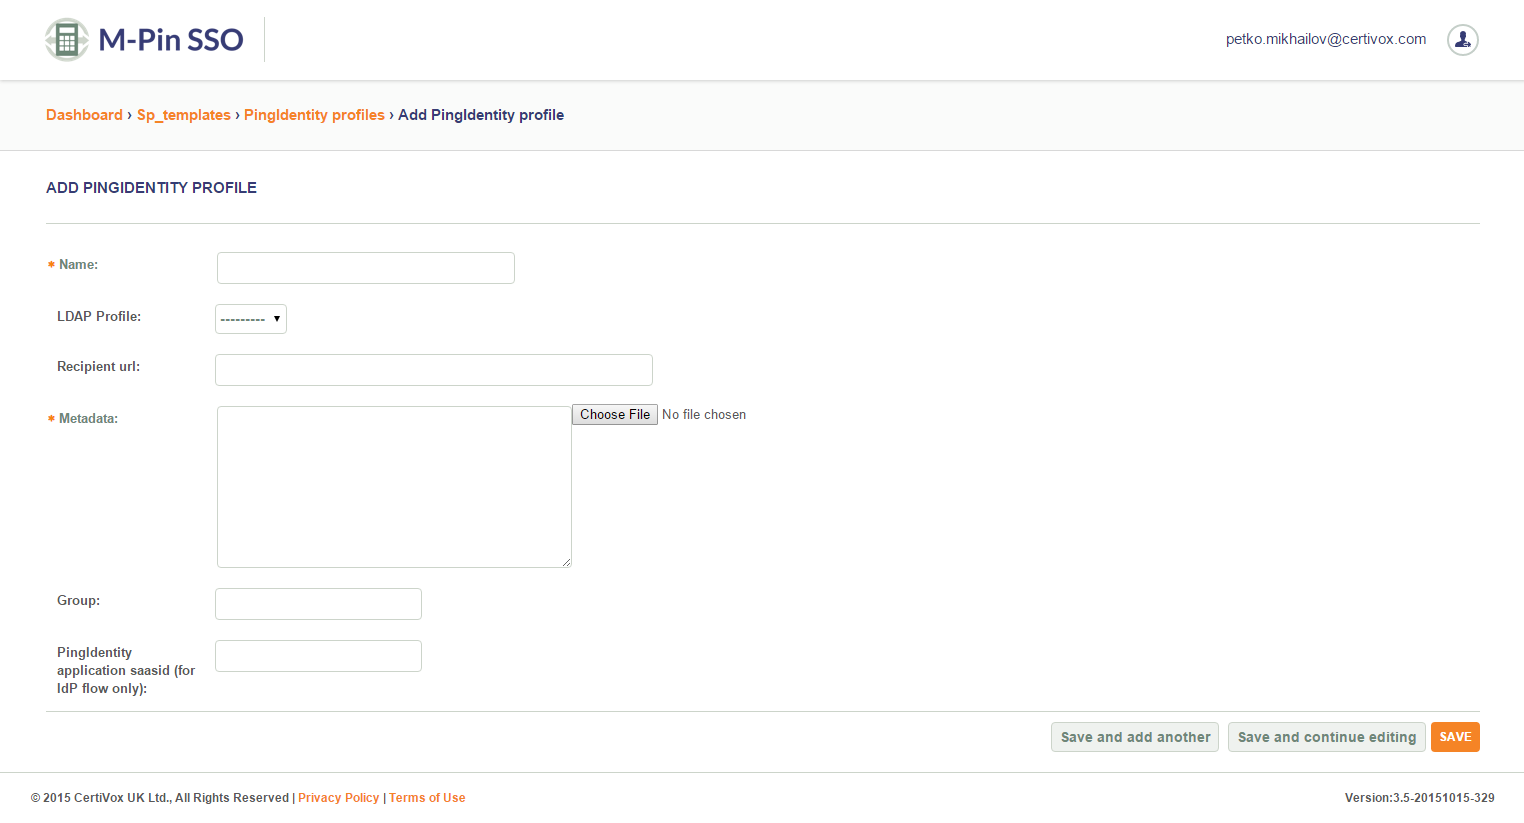 M-Pin SSO
petko.mikhailov@certivox.com
Dashboard › Sp_templates › PingIdentity profiles › Add PingIdentity profile
ADD PINGIDENTITY PROFILE
* Name:
LDAP Profile:
---------
Recipient url:
* Metadata:
Choose File No file chosen
Group:
PingIdentity
application saasid (for
IdP flow only):
Save and add another
Save and continue editing
SAVE
© 2015 CertiVox UK Ltd., All Rights Reserved | Privacy Policy | Terms of Use
Version:3.5-20151015-329